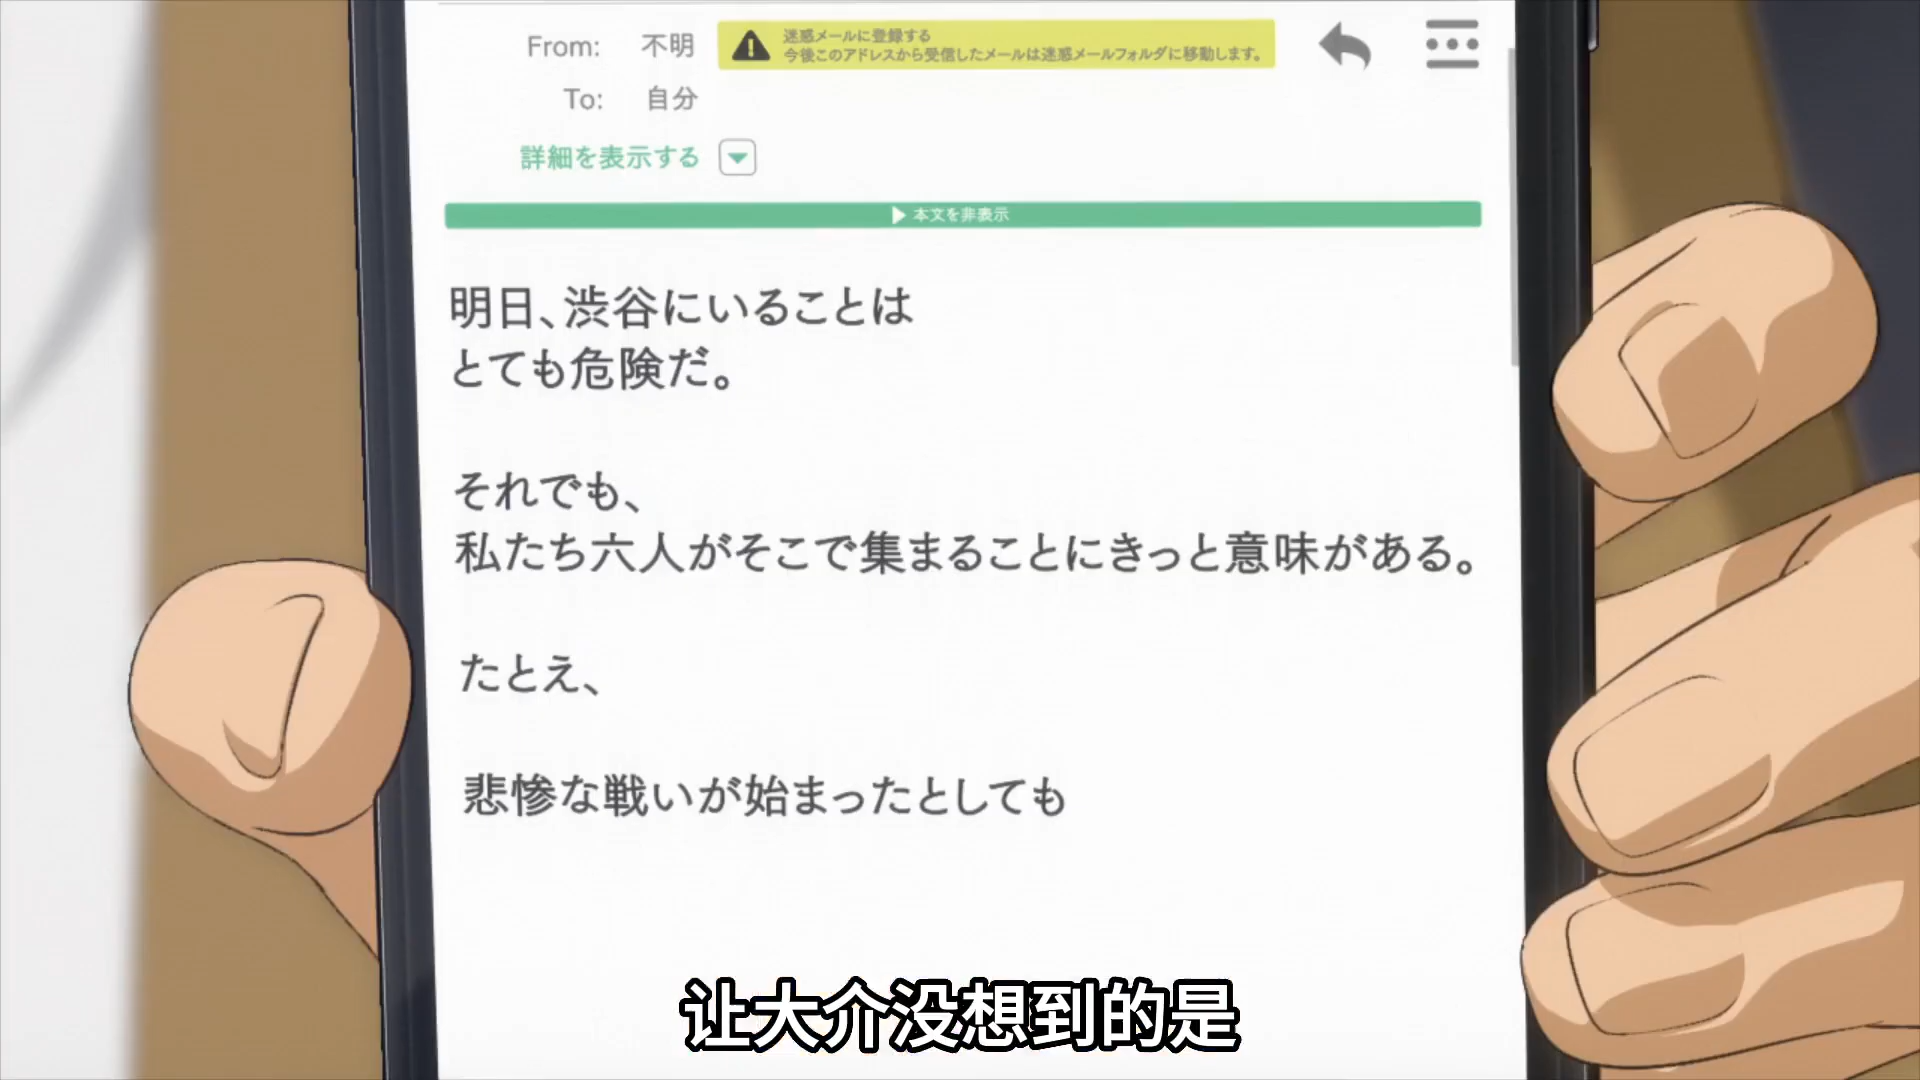 From: 不明
迷惑メールに登録する
今後このアドレスから受信したメールは迷惑メールフォルダに移動します。
To: 自分
詳細を表示する
本文を非表示
明日、渋谷にいることは
とても危険だ。
それでも、
私たち六人がそこで集まることにきっと意味がある。
たとえ、
悲惨な戦いが始まったとしても
让大介没想到的是